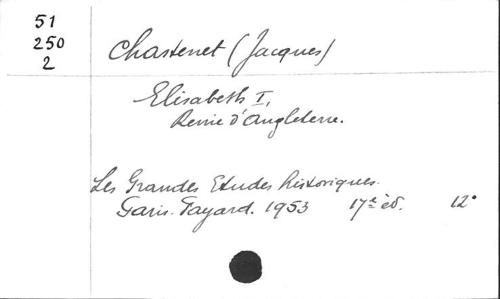 51
250
2
Chastenet (Jacques)
Elisabeth I,
Reine d'Angleterre.
Les Grandes Etudes historiques.
Paris. Fayard. 1953 17e éd. 12°